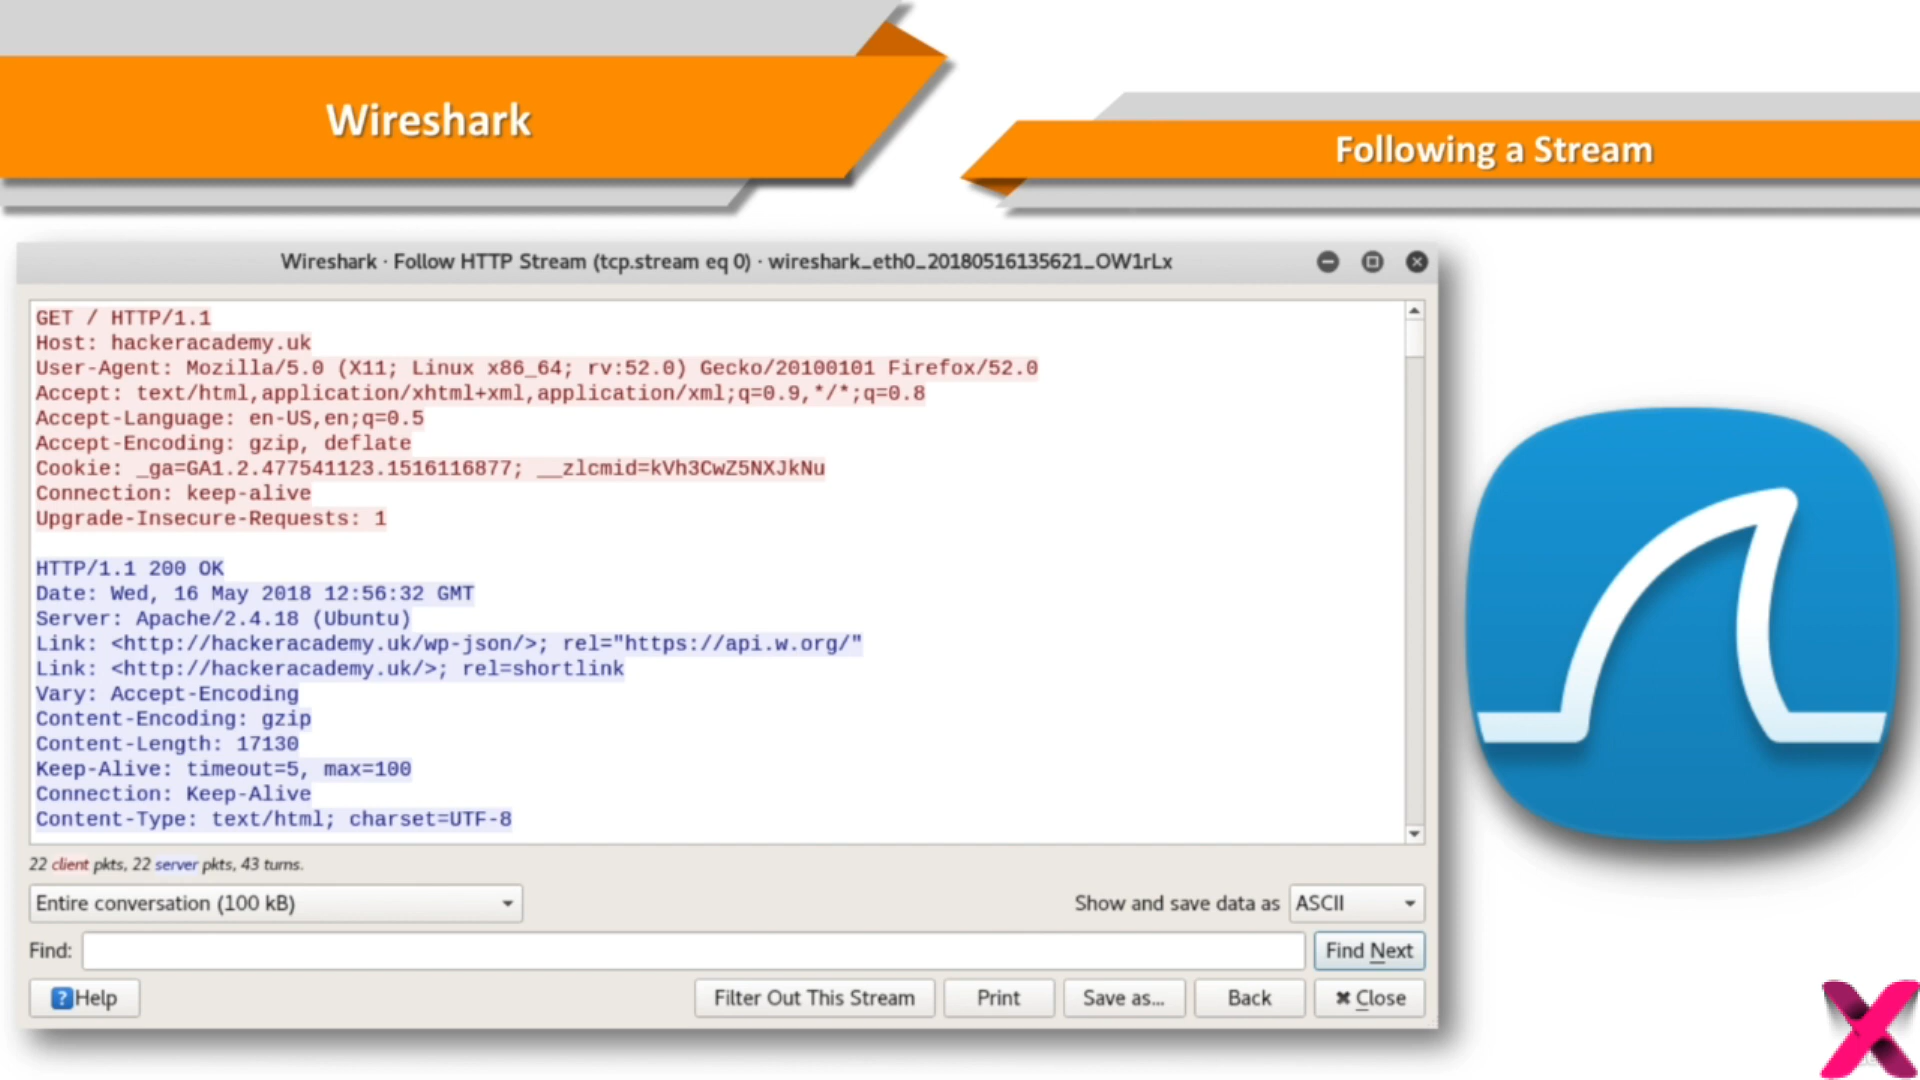 Wireshark
Following a Stream
Wireshark · Follow HTTP Stream (tcp.stream eq 0) · wireshark_eth0_20180516135621_OW1rLx
GET / HTTP/1.1
Host: hackeracademy.uk
User-Agent: Mozilla/5.0 (X11; Linux x86_64; rv:52.0) Gecko/20100101 Firefox/52.0
Accept: text/html,application/xhtml+xml,application/xml;q=0.9,*/*;q=0.8
Accept-Language: en-US,en;q=0.5
Accept-Encoding: gzip, deflate
Cookie: _ga=GA1.2.477541123.1516116877; __zlcmid=kVh3CwZ5NXJkNu
Connection: keep-alive
Upgrade-Insecure-Requests: 1
HTTP/1.1 200 OK
Date: Wed, 16 May 2018 12:56:32 GMT
Server: Apache/2.4.18 (Ubuntu)
Link: <http://hackeracademy.uk/wp-json/>; rel="https://api.w.org/"
Link: <http://hackeracademy.uk/>; rel=shortlink
Vary: Accept-Encoding
Content-Encoding: gzip
Content-Length: 17130
Keep-Alive: timeout=5, max=100
Connection: Keep-Alive
Content-Type: text/html; charset=UTF-8
22 client pkts, 22 server pkts, 43 turns.
Entire conversation (100 kB)
Show and save data as ASCII
Find:
Find Next
Help
Filter Out This Stream
Print
Save as...
Back
Close